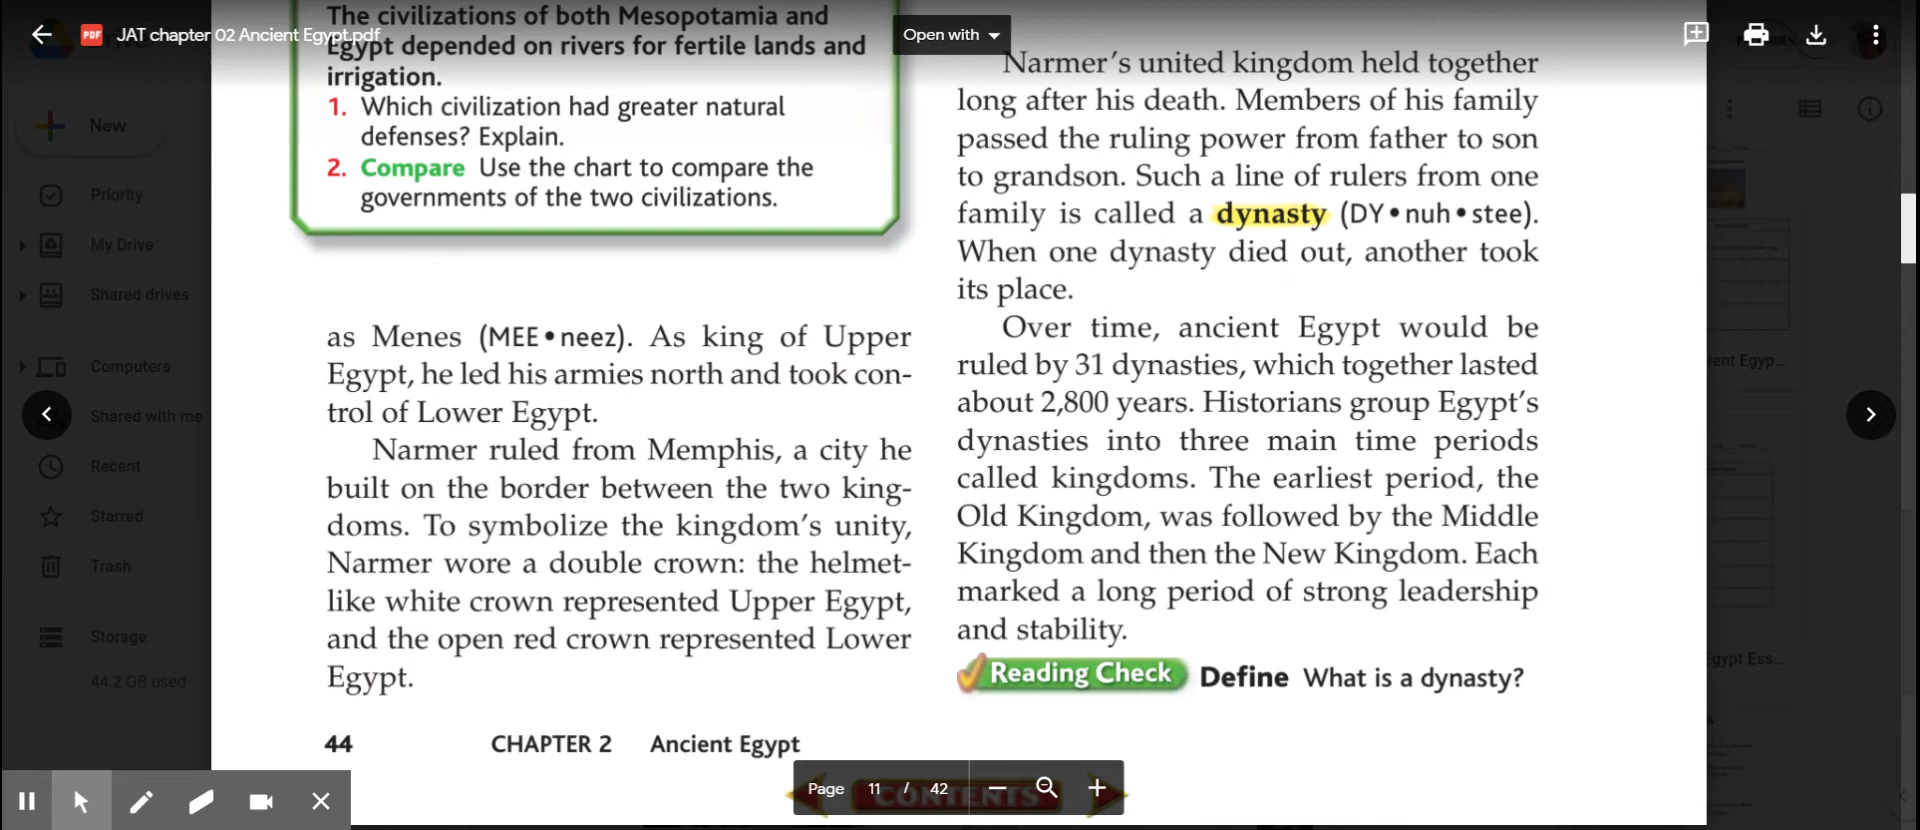 JAT chapter 02 Ancient Egypt.pdf
Open with
New
Priority
My Drive
Shared drives
Computers
Shared with me
Recent
Starred
Trash
Storage
44.2 GB used
The civilizations of both Mesopotamia and
Egypt depended on rivers for fertile lands and
irrigation.
1. Which civilization had greater natural
defenses? Explain.
2. Compare Use the chart to compare the
governments of the two civilizations.
as Menes (MEE•neez). As king of Upper
Egypt, he led his armies north and took con-
trol of Lower Egypt.
Narmer ruled from Memphis, a city he
built on the border between the two king-
doms. To symbolize the kingdom's unity,
Narmer wore a double crown: the helmet-
like white crown represented Upper Egypt,
and the open red crown represented Lower
Egypt.
Narmer's united kingdom held together
long after his death. Members of his family
passed the ruling power from father to son
to grandson. Such a line of rulers from one
family is called a dynasty (DY•nuh•stee).
When one dynasty died out, another took
its place.
Over time, ancient Egypt would be
ruled by 31 dynasties, which together lasted
about 2,800 years. Historians group Egypt's
dynasties into three main time periods
called kingdoms. The earliest period, the
Old Kingdom, was followed by the Middle
Kingdom and then the New Kingdom. Each
marked a long period of strong leadership
and stability.
Reading Check Define What is a dynasty?
44 CHAPTER 2 Ancient Egypt
CONTENTS
Page 11 / 42